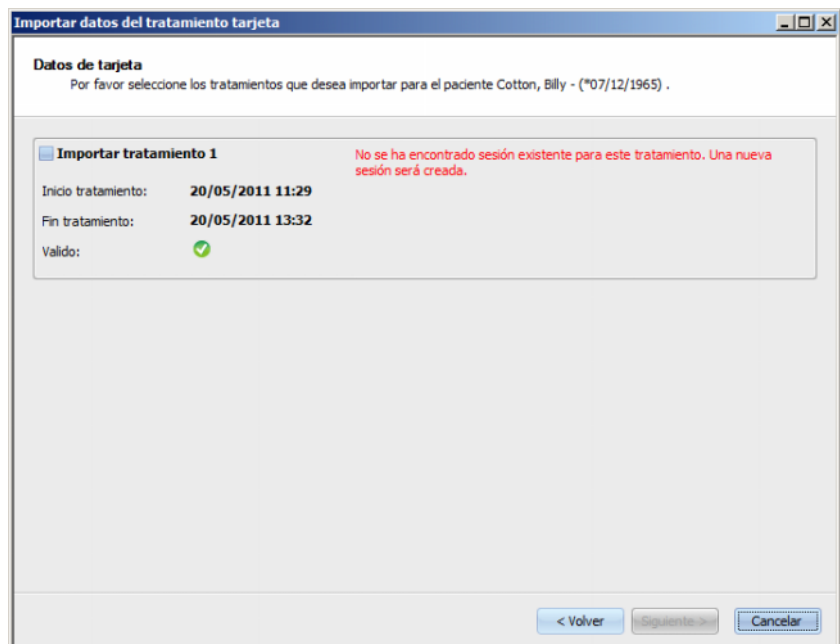 Importar datos del tratamiento tarjeta
Datos de tarjeta
Por favor seleccione los tratamientos que desea importar para el paciente Cotton, Billy - (*07/12/1965) .
Importar tratamiento 1
No se ha encontrado sesión existente para este tratamiento. Una nueva
sesión será creada.
Inicio tratamiento: 20/05/2011 11:29
Fin tratamiento: 20/05/2011 13:32
Valido:
< Volver Siguiente > Cancelar